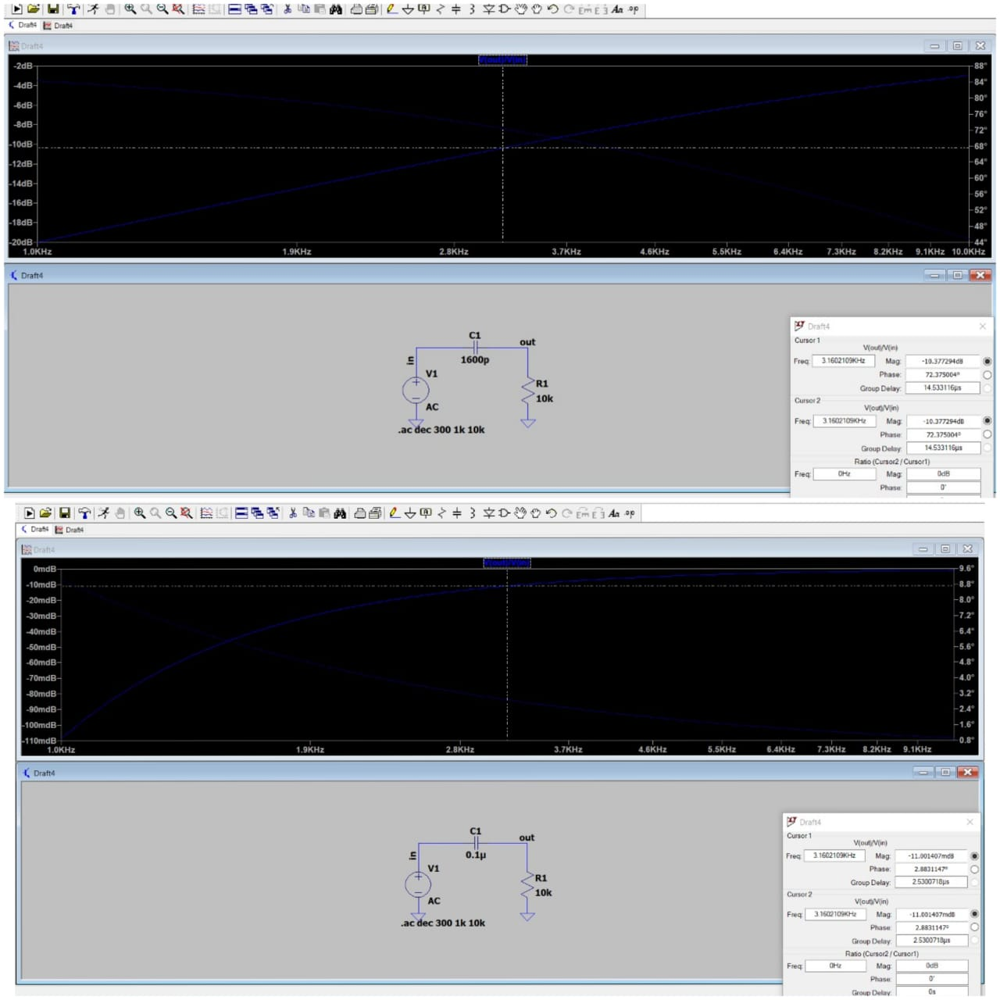 Draft4 Draft4
Draft4
V(out)/V(in)
-2dB 88°
-4dB 84°
-6dB 80°
-8dB 76°
-10dB 72°
-12dB 68°
-14dB 64°
-16dB 60°
-18dB 56°
-20dB 52°
48°
44°
1.0KHz 1.9KHz 2.8KHz 3.7KHz 4.6KHz 5.5KHz 6.4KHz 7.3KHz 8.2KHz 9.1KHz 10.0KHz
Draft4
C1
in
out
1600p
V1
R1
10k
AC
.ac dec 300 1k 10k
Draft4
Cursor 1
V(out)/V(in)
Freq: 3.1602109KHz Mag: -10.377294dB
Phase: 72.375004°
Group Delay: 14.533116µs
Cursor 2
V(out)/V(in)
Freq: 3.1602109KHz Mag: -10.377294dB
Phase: 72.375004°
Group Delay: 14.533116µs
Ratio (Cursor2 / Cursor1)
Freq: 0Hz Mag: 0dB
Phase: 0°
Draft4 Draft4
Draft4
V(out)/V(in)
0mdB 9.6°
-10mdB 8.8°
-20mdB 8.0°
-30mdB 7.2°
-40mdB 6.4°
-50mdB 5.6°
-60mdB 4.8°
-70mdB 4.0°
-80mdB 3.2°
-90mdB 2.4°
-100mdB 1.6°
-110mdB 0.8°
1.0KHz 1.9KHz 2.8KHz 3.7KHz 4.6KHz 5.5KHz 6.4KHz 7.3KHz 8.2KHz 9.1KHz
Draft4
C1
in
out
0.1µ
V1
R1
10k
AC
.ac dec 300 1k 10k
Draft4
Cursor 1
V(out)/V(in)
Freq: 3.1602109KHz Mag: -11.001407mdB
Phase: 2.8831147°
Group Delay: 2.5300718µs
Cursor 2
V(out)/V(in)
Freq: 3.1602109KHz Mag: -11.001407mdB
Phase: 2.8831147°
Group Delay: 2.5300718µs
Ratio (Cursor2 / Cursor1)
Freq: 0Hz Mag: 0dB
Phase: 0°
Group Delay: 0s